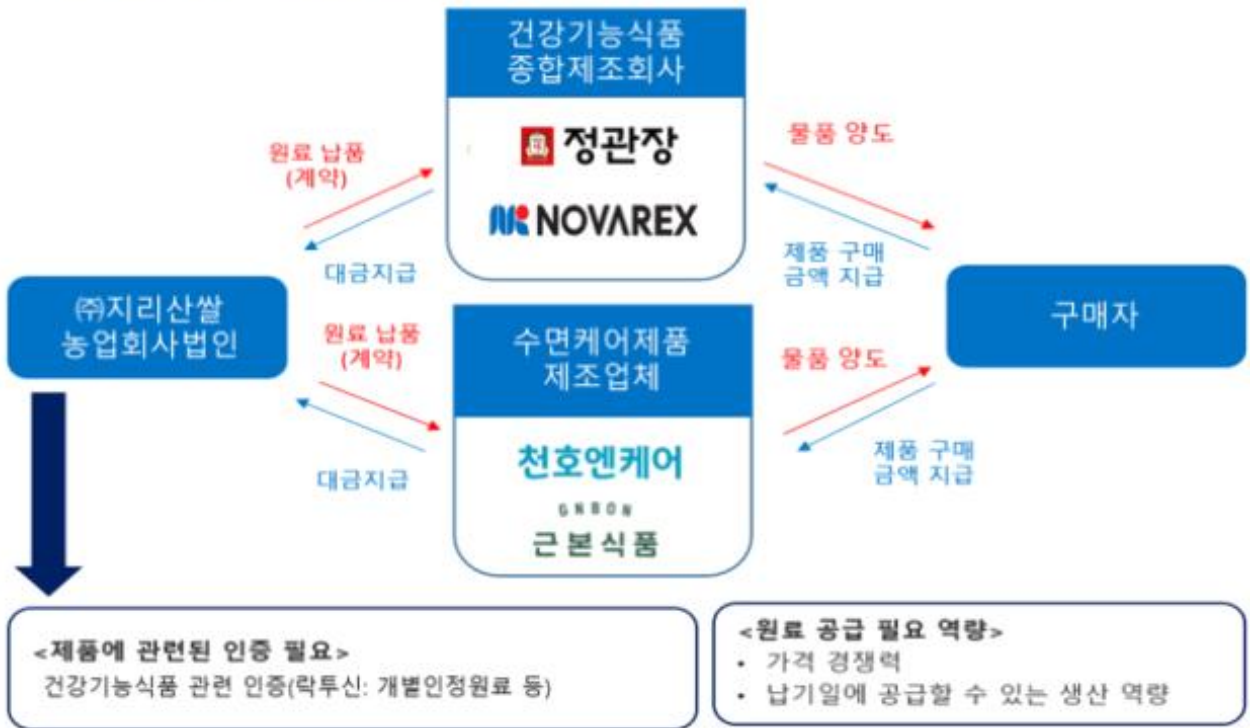 건강기능식품
종합제조회사
정관장
NOVAREX
원료 납품
(계약)
대금지급
물품 양도
제품 구매
금액 지급
㈜지리산쌀
농업회사법인
구매자
원료 납품
(계약)
대금지급
수면케어제품
제조업체
천호엔케어
GNBON
근본식품
물품 양도
제품 구매
금액 지급
<제품에 관련된 인증 필요>
건강기능식품 관련 인증(락투신: 개별인정원료 등)
<원료 공급 필요 역량>
• 가격 경쟁력
• 납기일에 공급할 수 있는 생산 역량